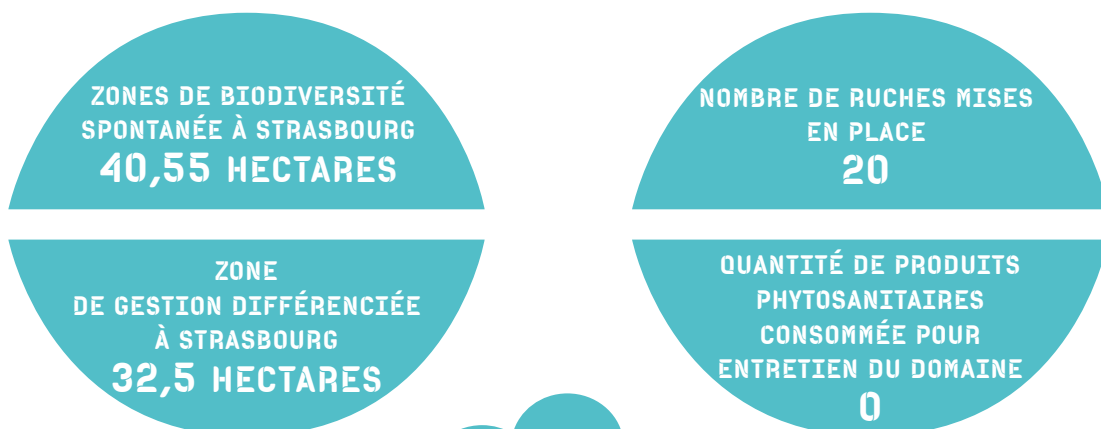 ZONES DE BIODIVERSITÉ
SPONTANÉE À STRASBOURG
40,55 HECTARES
ZONE
DE GESTION DIFFÉRENCIÉE
À STRASBOURG
32,5 HECTARES
NOMBRE DE RUCHES MISES
EN PLACE
20
QUANTITÉ DE PRODUITS
PHYTOSANITAIRES
CONSOMMÉE POUR
ENTRETIEN DU DOMAINE
0